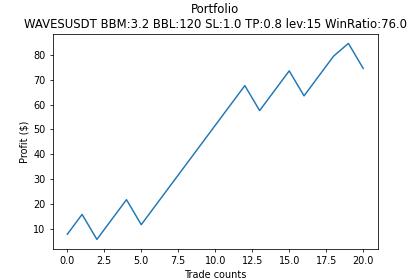 Portfolio
WAVESUSDT BBM:3.2 BBL:120 SL:1.0 TP:0.8 lev:15 WinRatio:76.0
80
70
60
50
40
30
20
10
Profit ($)
0.0 2.5 5.0 7.5 10.0 12.5 15.0 17.5 20.0
Trade counts